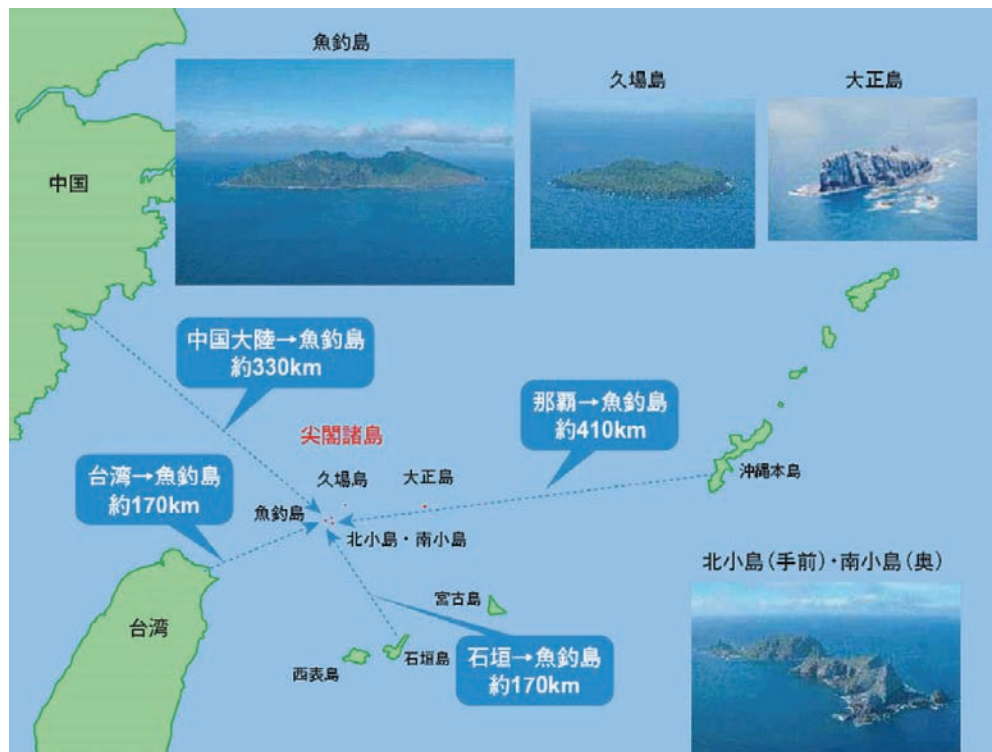 魚釣島
久場島
大正島
中国
中国大陸→魚釣島
約330km
那覇→魚釣島
約410km
尖閣諸島
久場島
大正島
沖縄本島
台湾→魚釣島
約170km
魚釣島
北小島・南小島
北小島(手前)・南小島(奥)
宮古島
台湾
石垣島
西表島
石垣→魚釣島
約170km